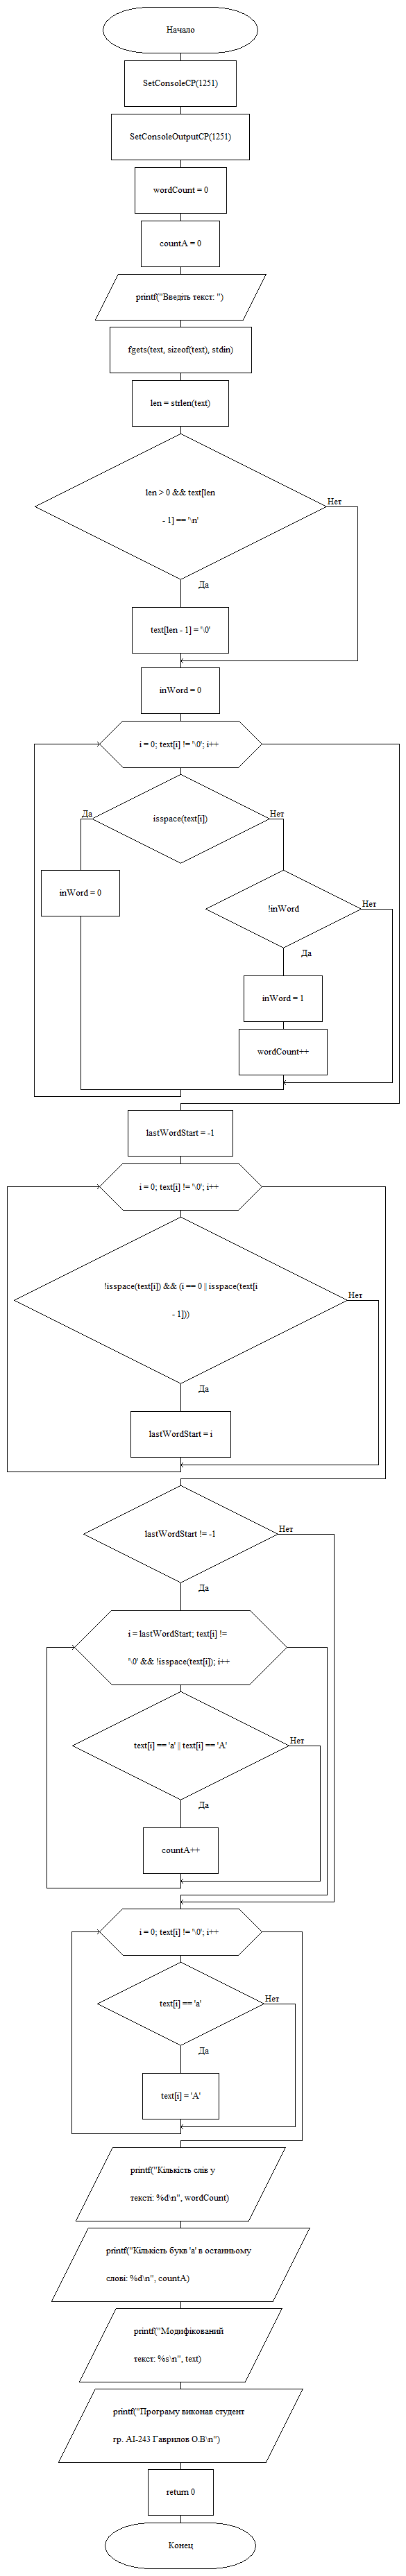 Начало
SetConsoleCP(1251)
SetConsoleOutputCP(1251)
wordCount = 0
countA = 0
printf("Введіть текст: ")
fgets(text, sizeof(text), stdin)
len = strlen(text)
len > 0 && text[len
- 1] == '\n'
Нет
Да
text[len - 1] = '\0'
inWord = 0
i = 0; text[i] != '\0'; i++
Да
isspace(text[i])
Нет
inWord = 0
!inWord
Нет
Да
inWord = 1
wordCount++
lastWordStart = -1
i = 0; text[i] != '\0'; i++
!isspace(text[i]) && (i == 0 || isspace(text[i
- 1]))
Нет
Да
lastWordStart = i
lastWordStart != -1
Нет
Да
i = lastWordStart; text[i] !=
'\0' && !isspace(text[i]); i++
text[i] == 'a' || text[i] == 'A'
Нет
Да
countA++
i = 0; text[i] != '\0'; i++
text[i] == 'a'
Нет
Да
text[i] = 'A'
printf("Кількість слів у
тексті: %d\n", wordCount)
printf("Кількість букв 'a' в останньому
слові: %d\n", countA)
printf("Модифікований
текст: %s\n", text)
printf("Програму виконав студент
гр. АІ-243 Гаврилов О.В\n")
return 0
Конец